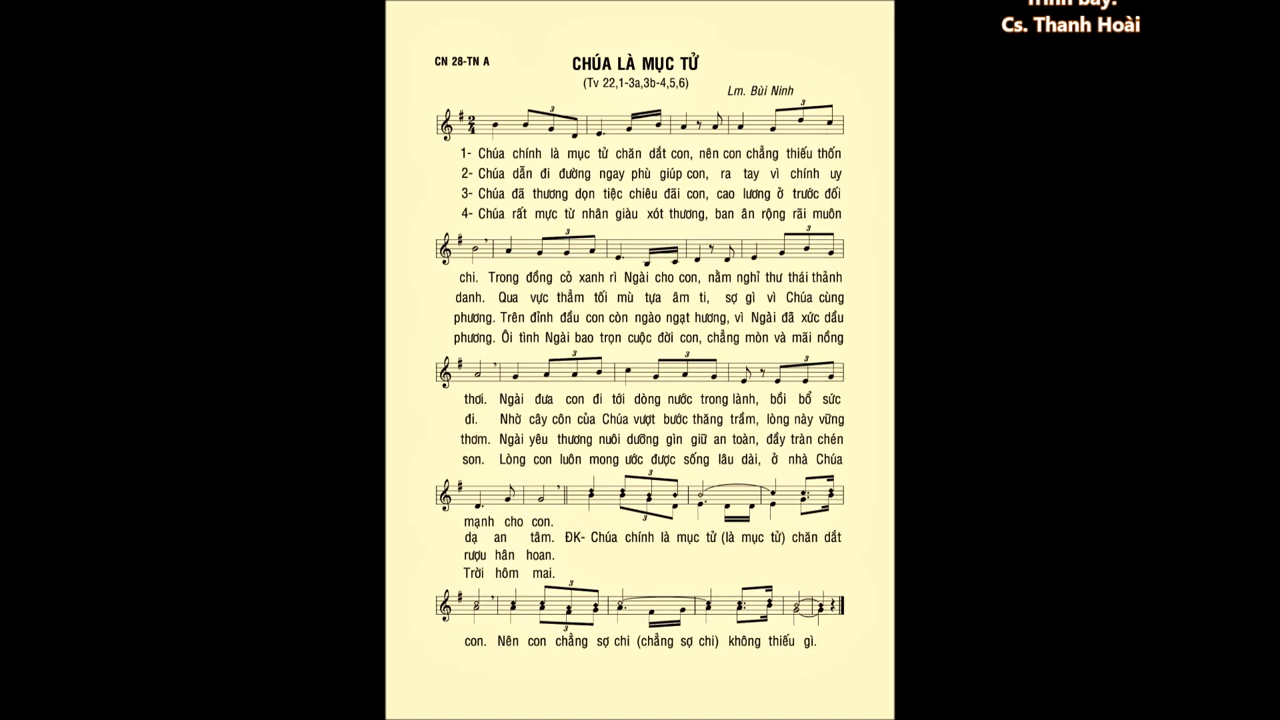 Trình bày:
Cs. Thanh Hoài
CN 28-TN A
CHÚA LÀ MỤC TỬ
(Tv 22,1-3a,3b-4,5,6)
Lm. Bùi Ninh
1- Chúa chính là mục tử chăn dắt con, nên con chẳng thiếu thốn
2- Chúa dẫn đi đường ngay phù giúp con, ra tay vì chính uy
3- Chúa đã thương dọn tiệc chiêu đãi con, cao lương ở trước đối
4- Chúa rất mực từ nhân giàu xót thương, ban ân rộng rãi muôn
chi. Trong đồng cỏ xanh rì Ngài cho con, nằm nghỉ thư thái thảnh
danh. Qua vực thẳm tối mù tựa âm ti, sợ gì vì Chúa cùng
phương. Trên đỉnh đầu con còn ngào ngạt hương, vì Ngài đã xức dầu
phương. Ôi tình Ngài bao trọn cuộc đời con, chẳng mòn và mãi nồng
thơi. Ngài đưa con đi tới dòng nước trong lành, bồi bổ sức
đi. Nhờ cây côn của Chúa vượt bước thăng trầm, lòng này vững
thơm. Ngài yêu thương nuôi dưỡng gìn giữ an toàn, đầy tràn chén
son. Lòng con luôn mong ước được sống lâu dài, ở nhà Chúa
mạnh cho con.
dạ an tâm. ĐK- Chúa chính là mục tử (là mục tử) chăn dắt
rượu hân hoan.
Trời hôm mai.
con. Nên con chẳng sợ chi (chẳng sợ chi) không thiếu gì.